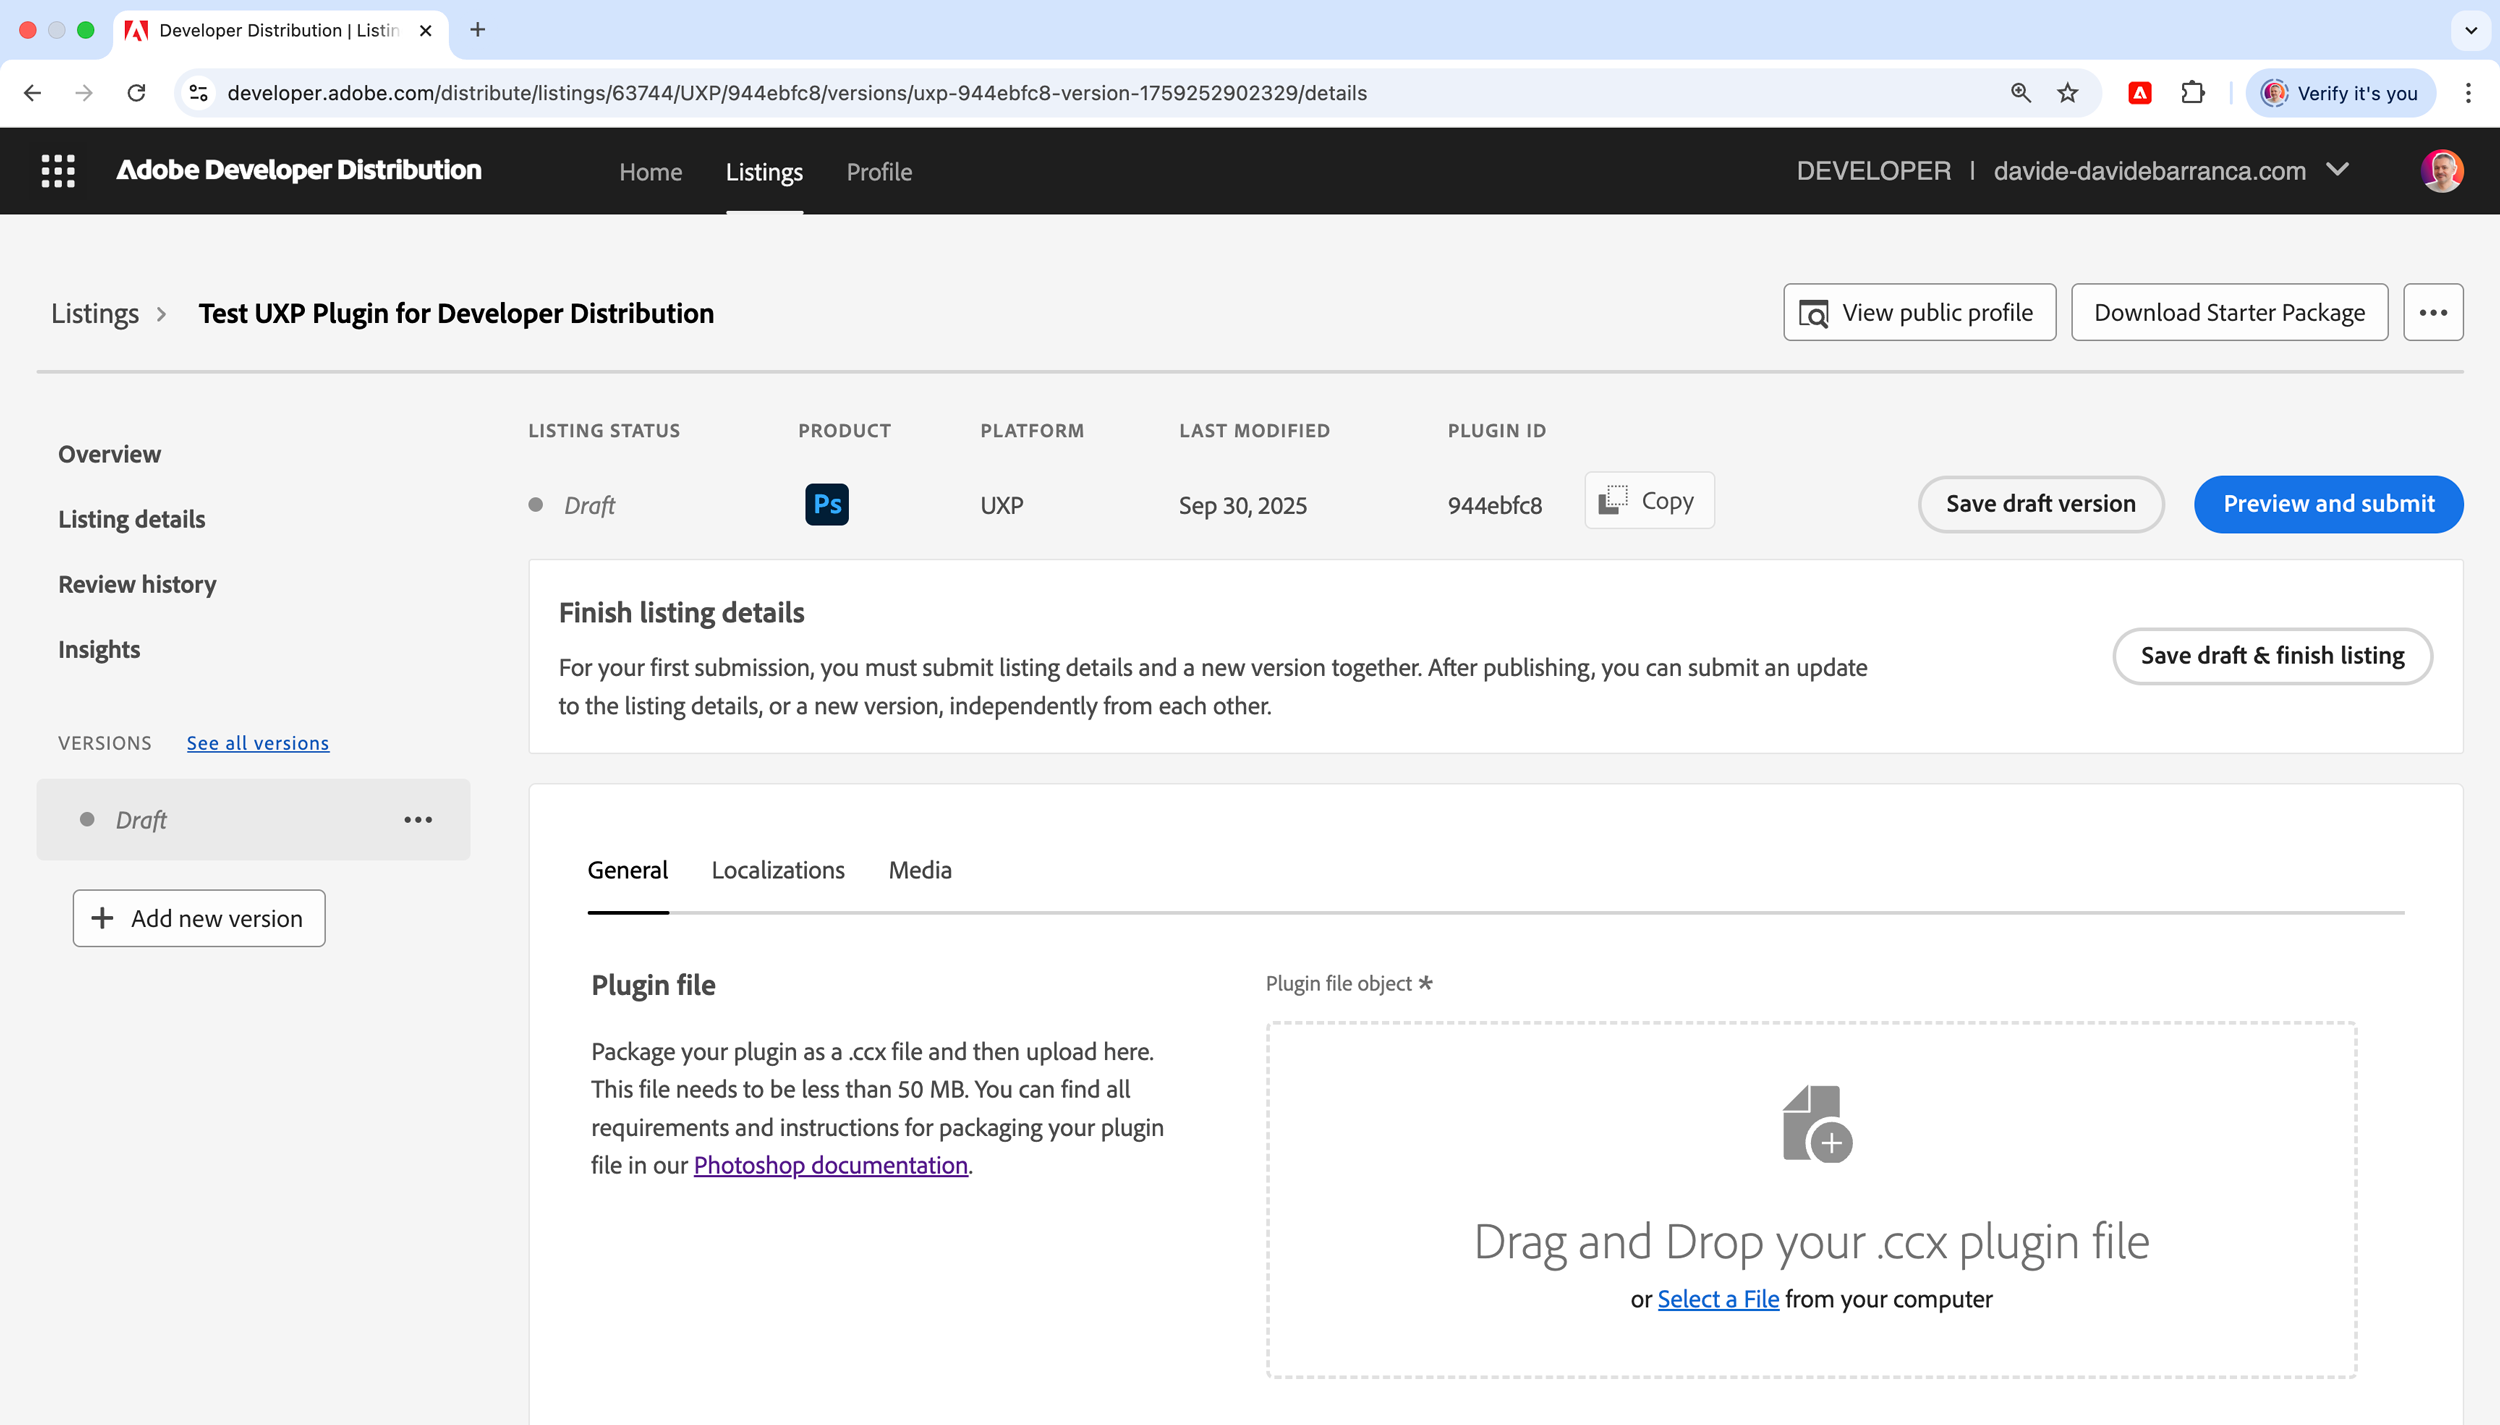 Developer Distribution | Listin
developer.adobe.com/distribute/listings/63744/UXP/944ebfc8/versions/uxp-944ebfc8-version-1759252902329/details
Verify it's you
Adobe Developer Distribution
Home
Listings
Profile
DEVELOPER | davide-davidebarranca.com
Listings > Test UXP Plugin for Developer Distribution
View public profile
Download Starter Package
Overview
Listing details
Review history
Insights
VERSIONS See all versions
Draft
+ Add new version
LISTING STATUS
PRODUCT
PLATFORM
LAST MODIFIED
PLUGIN ID
Draft
Ps
UXP
Sep 30, 2025
944ebfc8
Copy
Save draft version
Preview and submit
Finish listing details
For your first submission, you must submit listing details and a new version together. After publishing, you can submit an update
to the listing details, or a new version, independently from each other.
Save draft & finish listing
General
Localizations
Media
Plugin file
Package your plugin as a .ccx file and then upload here.
This file needs to be less than 50 MB. You can find all
requirements and instructions for packaging your plugin
file in our Photoshop documentation.
Plugin file object *
Drag and Drop your .ccx plugin file
or Select a File from your computer